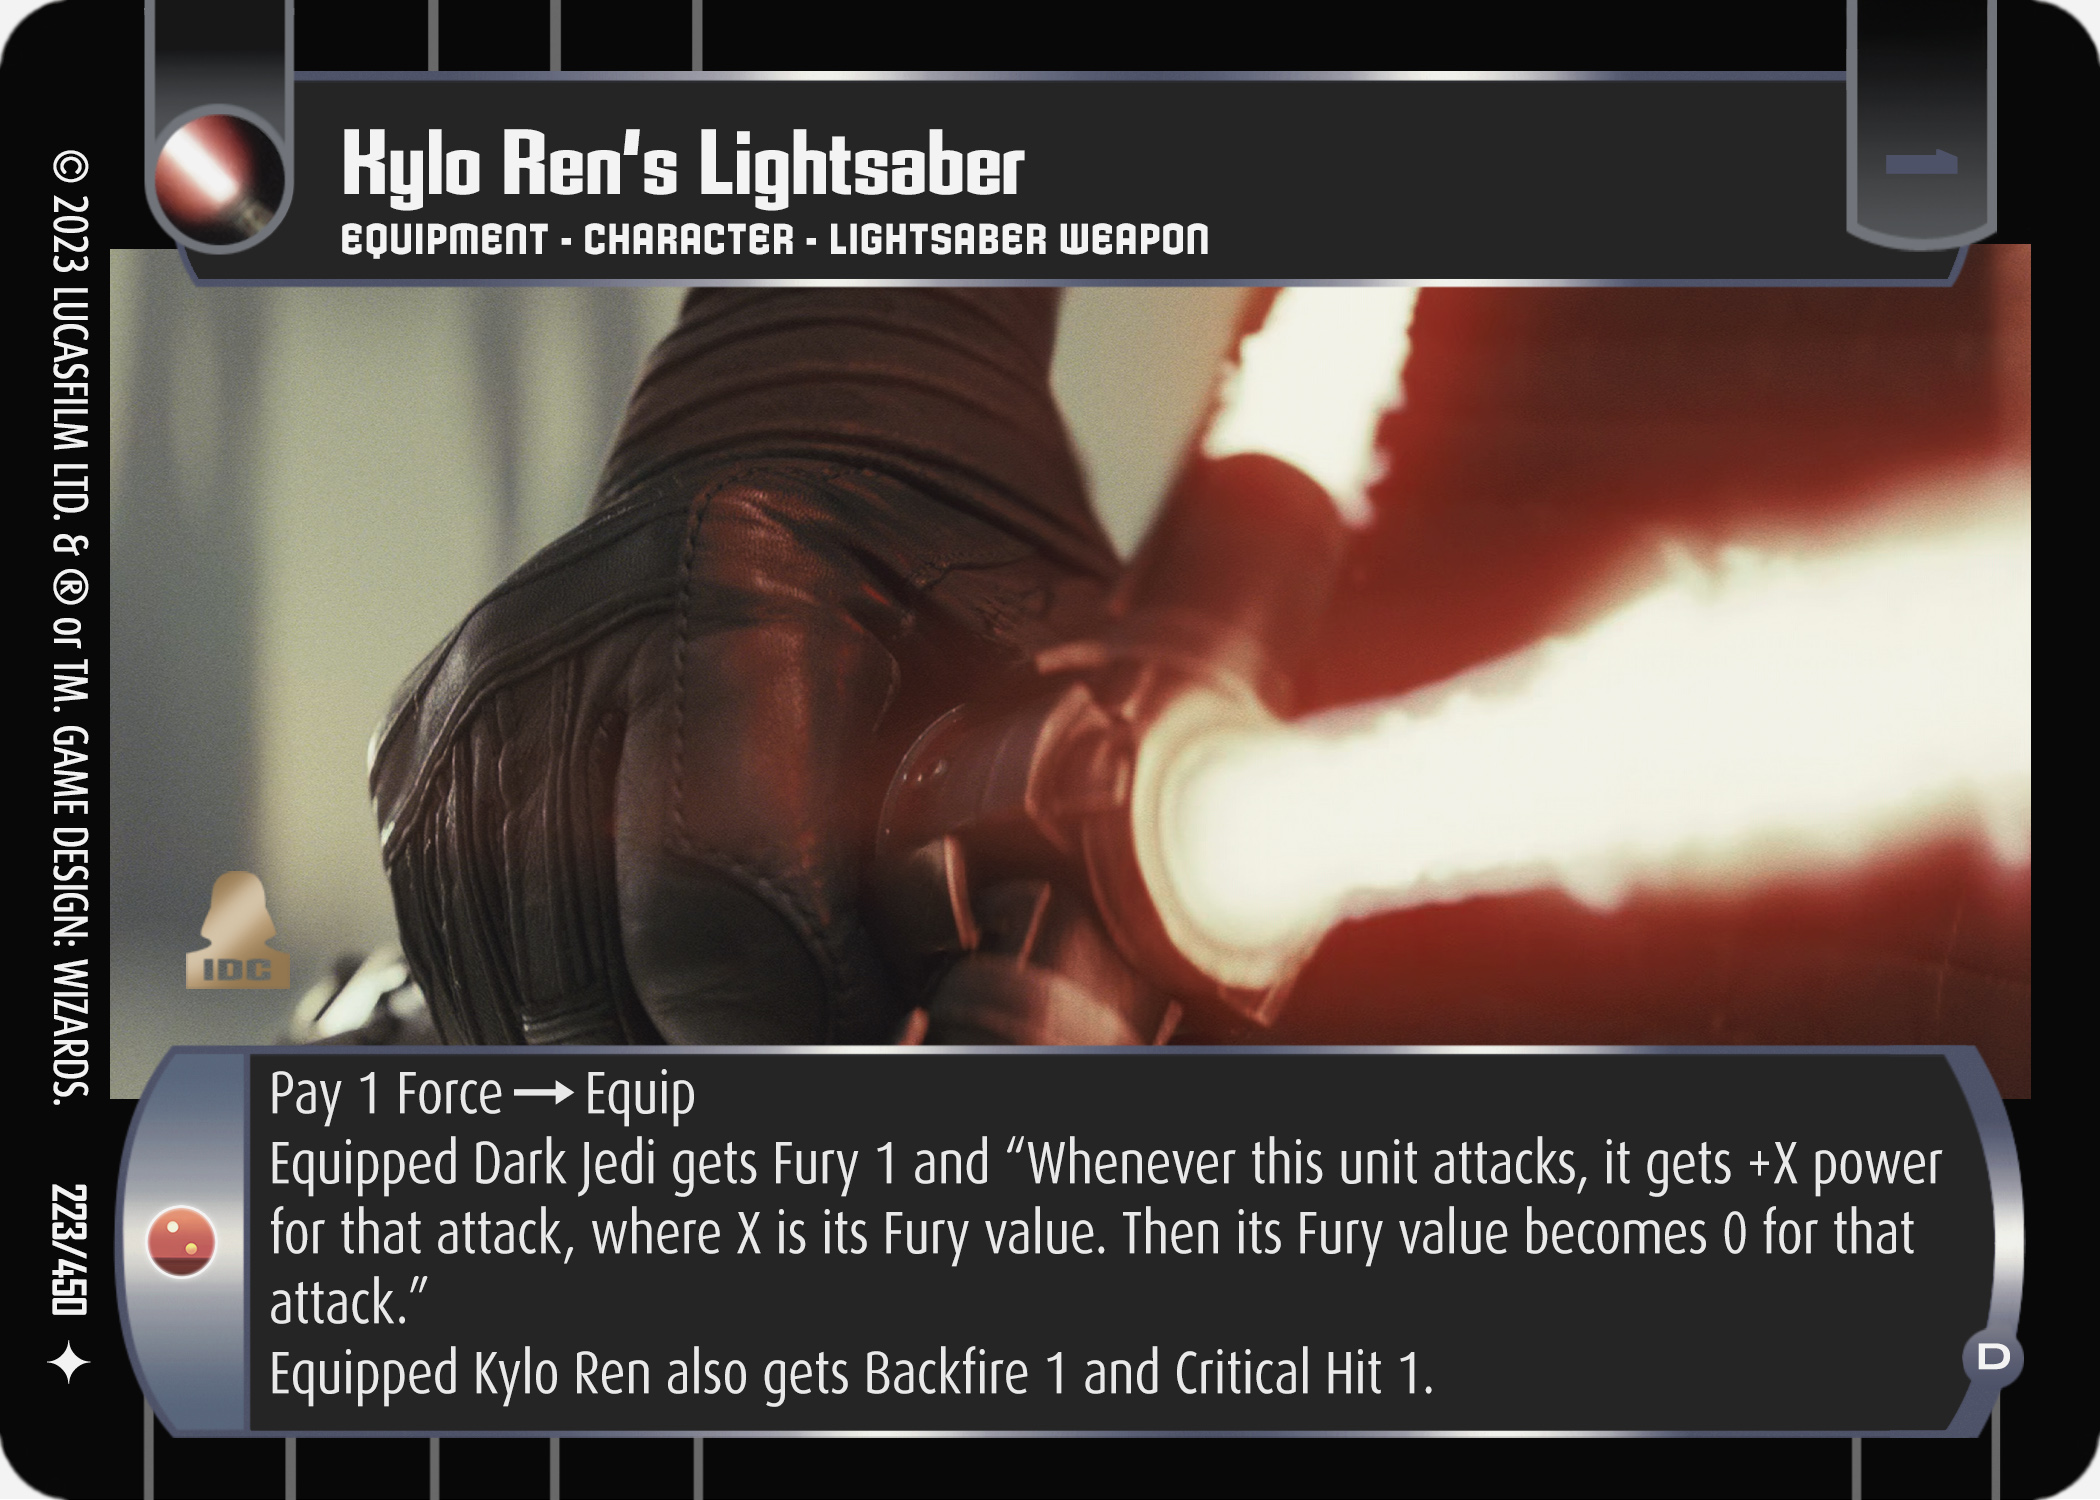 Kylo Ren's Lightsaber
EQUIPMENT - CHARACTER - LIGHTSABER WEAPON
1
IDC
Pay 1 Force → Equip
Equipped Dark Jedi gets Fury 1 and “Whenever this unit attacks, it gets +X power
for that attack, where X is its Fury value. Then its Fury value becomes 0 for that
attack.”
Equipped Kylo Ren also gets Backfire 1 and Critical Hit 1.
D
© 2023 LUCASFILM LTD. & ® or TM. GAME DESIGN: WIZARDS. 223/450